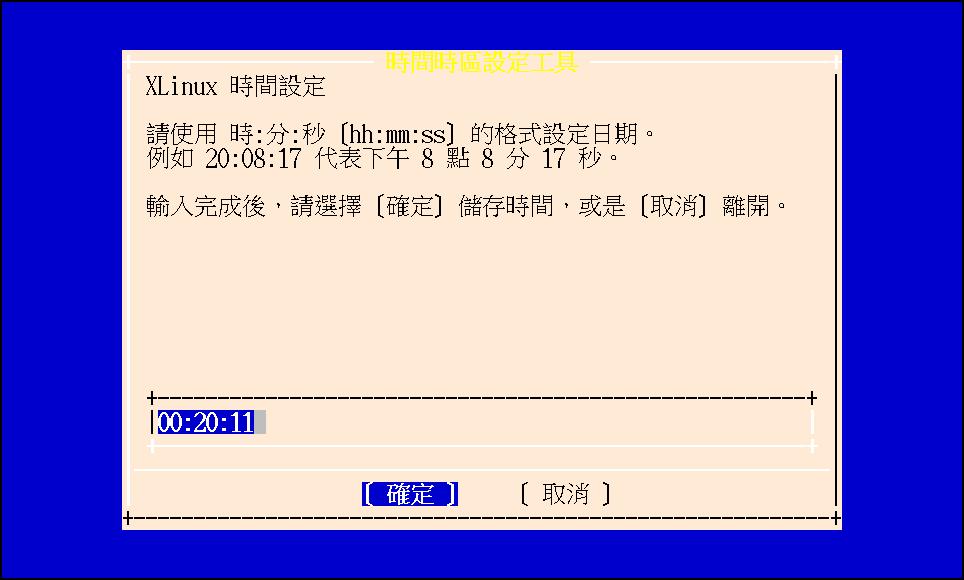 時間時區設定工具
XLinux 時間設定
請使用 時:分:秒〔hh:mm:ss〕的格式設定日期。
例如 20:08:17 代表下午 8 點 8 分 17 秒。
輸入完成後，請選擇〔確定〕儲存時間，或是〔取消〕離開。
00:20:11
〔 確定 〕 〔 取消 〕